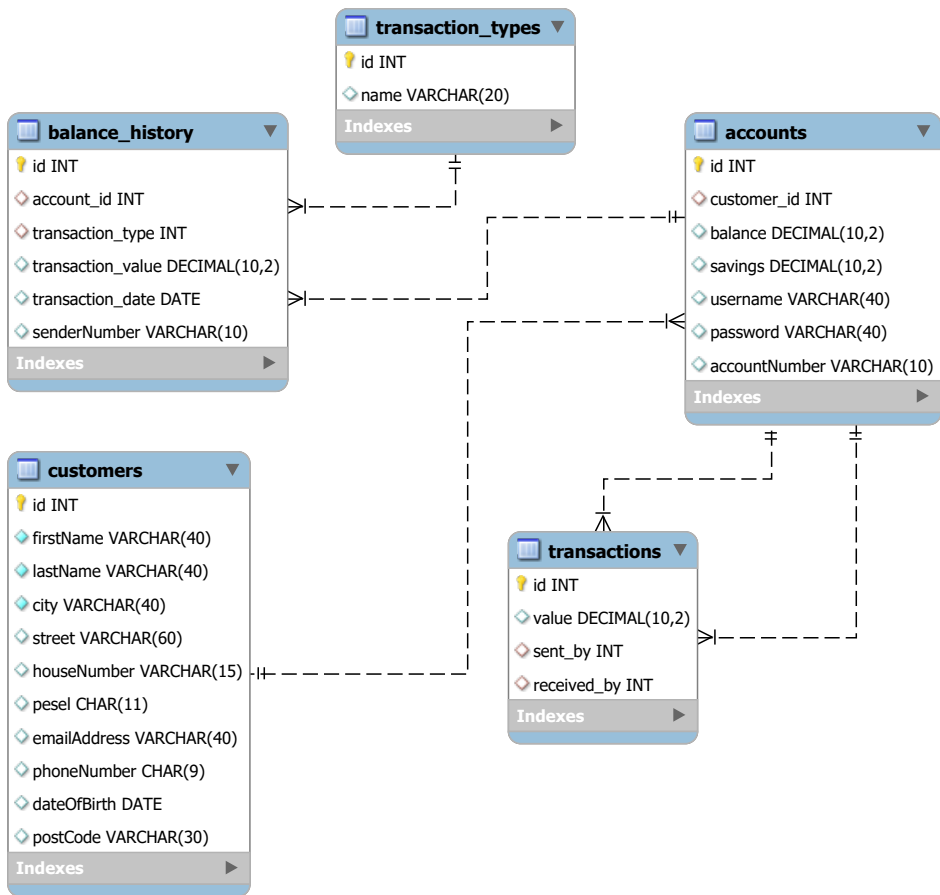 transaction_types
id INT
name VARCHAR(20)
Indexes
balance_history
id INT
account_id INT
transaction_type INT
transaction_value DECIMAL(10,2)
transaction_date DATE
senderNumber VARCHAR(10)
Indexes
accounts
id INT
customer_id INT
balance DECIMAL(10,2)
savings DECIMAL(10,2)
username VARCHAR(40)
password VARCHAR(40)
accountNumber VARCHAR(10)
Indexes
customers
id INT
firstName VARCHAR(40)
lastName VARCHAR(40)
city VARCHAR(40)
street VARCHAR(60)
houseNumber VARCHAR(15)
pesel CHAR(11)
emailAddress VARCHAR(40)
phoneNumber CHAR(9)
dateOfBirth DATE
postCode VARCHAR(30)
Indexes
transactions
id INT
value DECIMAL(10,2)
sent_by INT
received_by INT
Indexes